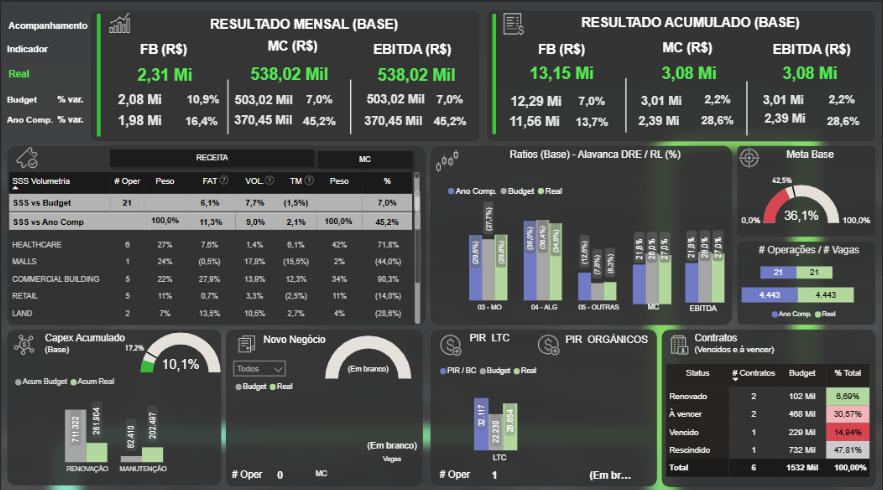 Acompanhamento
Indicador
Real
Budget % var.
Ano Comp. % var.
RESULTADO MENSAL (BASE)
FB (R$) MC (R$) EBITDA (R$)
2,31 Mi 538,02 Mil 538,02 Mil
2,08 Mi 10,9% 503,02 Mil 7,0% 503,02 Mil 7,0%
1,98 Mi 16,4% 370,45 Mil 45,2% 370,45 Mil 45,2%
RESULTADO ACUMULADO (BASE)
FB (R$) MC (R$) EBITDA (R$)
13,15 Mi 3,08 Mi 3,08 Mi
12,29 Mi 7,0% 3,01 Mi 2,2% 3,01 Mi 2,2%
11,56 Mi 13,7% 2,39 Mi 28,6% 2,39 Mi 28,6%
RECEITA MC
SSS Volumetria # Oper Peso FAT ? VOL. ? TM ? Peso %
SSS vs Budget 21 6,1% 7,7% (1,5%) 7,0%
SSS vs Ano Comp 100,0% 11,3% 9,0% 2,1% 100,0% 45,2%
HEALTHCARE 6 27% 7,6% 1,4% 6,1% 42% 71,8%
MALLS 1 24% (0,5%) 17,8% (15,5%) 2% (44,0%)
COMMERCIAL BUILDING 5 22% 27,9% 13,9% 12,3% 34% 90,3%
RETAIL 5 11% 0,7% 3,3% (2,5%) 11% (14,0%)
LAND 2 7% 13,5% 10,5% 2,7% 4% (28,6%)
Ratios (Base) - Alavanca DRE / RL (%)
Ano Comp. Budget Real
(29,8%) (27,7%) (29,8%)
(36,0%) (36,4%) (34,9%)
(12,6%) (7,8%) (8,3%)
21,8% 28,0% 27,0%
21,8% 28,0% 27,0%
03 - MO 04 - ALG 05 - OUTRAS MC EBITDA
Meta Base
42,5%
0,0% 36,1% 100,0%
# Operações / # Vagas
21 21
4.443 4.443
Ano Comp. Real
Capex Acumulado
(Base)
17,2%
10,1%
Acum Budget Acum Real
711.322 261.904 82.410 202.497
RENOVAÇÃO MANUTENÇÃO
Novo Negócio
Todos
Budget Real
(Em branco)
(Em branco)
Vagas
# Oper 0 MC
PIR LTC
PIR ORGÂNICOS
PIR / BC Budget Real
32.117 22.230 28.654
LTC
# Oper 1 (Em br...
Contratos
(Vencidos e à vencer)
Status # Contratos Budget % Total
Renovado 2 102 Mil 6,69%
À vencer 2 468 Mil 30,57%
Vencido 1 229 Mil 14,94%
Rescindido 1 732 Mil 47,81%
Total 6 1532 Mil 100,00%